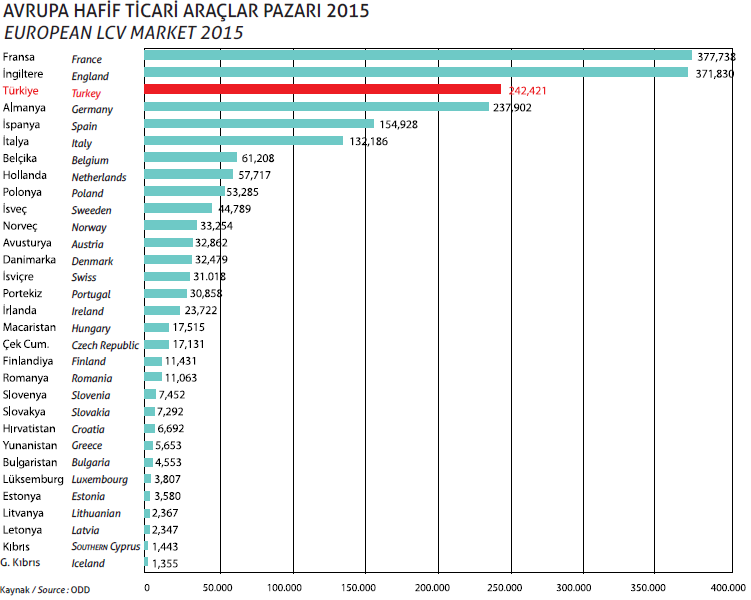 AVRUPA HAFİF TİCARİ ARAÇLAR PAZARI 2015
EUROPEAN LCV MARKET 2015
Fransa France 377,738
İngiltere England 371,830
Türkiye Turkey 242,421
Almanya Germany 237,902
İspanya Spain 154,928
İtalya Italy 132,186
Belçika Belgium 61,208
Hollanda Netherlands 57,717
Polonya Poland 53,285
İsveç Sweeden 44,789
Norveç Norway 33,254
Avusturya Austria 32,862
Danimarka Denmark 32,479
İsviçre Swiss 31.018
Portekiz Portugal 30,858
İrlanda Ireland 23,722
Macaristan Hungary 17,515
Çek Cum. Czech Republic 17,131
Finlandiya Finland 11,431
Romanya Romania 11,063
Slovenya Slovenia 7,452
Slovakya Slovakia 7,292
Hırvatistan Croatia 6,692
Yunanistan Greece 5,653
Bulgaristan Bulgaria 4,553
Lüksemburg Luxembourg 3,807
Estonya Estonia 3,580
Litvanya Lithuanian 2,367
Letonya Latvia 2,347
Kıbrıs Southern Cyprus 1,443
G. Kıbrıs Iceland 1,355
0 50.000 100.000 150.000 200.000 250.000 300.000 350.000 400.000
Kaynak / Source : ODD